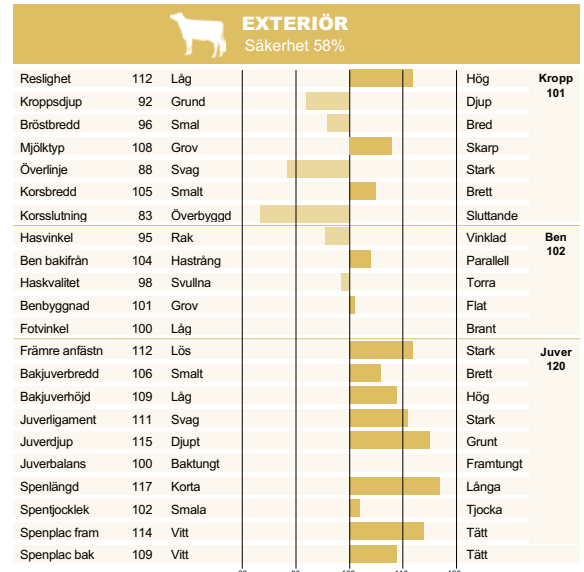 EXTERIÖR
Säkerhet 58%
Reslighet 112 Låg Hög Kropp
101
Kroppsdjup 92 Grund Djup
Bröstbredd 96 Smal Bred
Mjölktyp 108 Grov Skarp
Överlinje 88 Svag Stark
Korsbredd 105 Smalt Brett
Korsslutning 83 Överbyggd Sluttande
Hasvinkel 95 Rak Vinklad Ben
102
Ben bakifrån 104 Hastrång Parallell
Haskvalitet 98 Svullna Torra
Benbyggnad 101 Grov Flat
Fotvinkel 100 Låg Brant
Främre anfästn 112 Lös Stark Juver
120
Bakjuverbredd 106 Smalt Brett
Bakjuverhöjd 109 Låg Hög
Juverligament 111 Svag Stark
Juverdjup 115 Djupt Grunt
Juverbalans 100 Baktungt Framtungt
Spenlängd 117 Korta Långa
Spentjocklek 102 Smala Tjocka
Spenplac fram 114 Vitt Tätt
Spenplac bak 109 Vitt Tätt